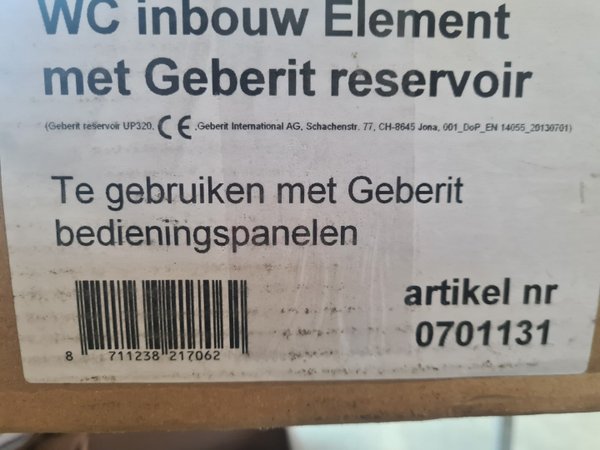 WC inbouw Element
met Geberit reservoir
(Geberit reservoir UP320, CE ,Geberit International AG, Schachenstr. 77, CH-8645 Jona, 001_DoP_EN 14055_20130701)
Te gebruiken met Geberit
bedieningspanelen
artikel nr
0701131
8 711238 217062